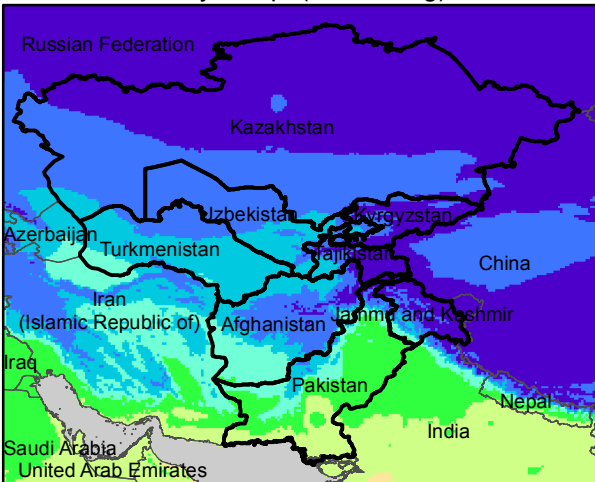 Russian Federation
Kazakhstan
Uzbekistan
Kyrgyzstan
Azerbaijan
Turkmenistan
Tajikistan
China
Iran
(Islamic Republic of)
Afghanistan
Jammu and Kashmir
Iraq
Pakistan
Nepal
India
Saudi Arabia
United Arab Emirates